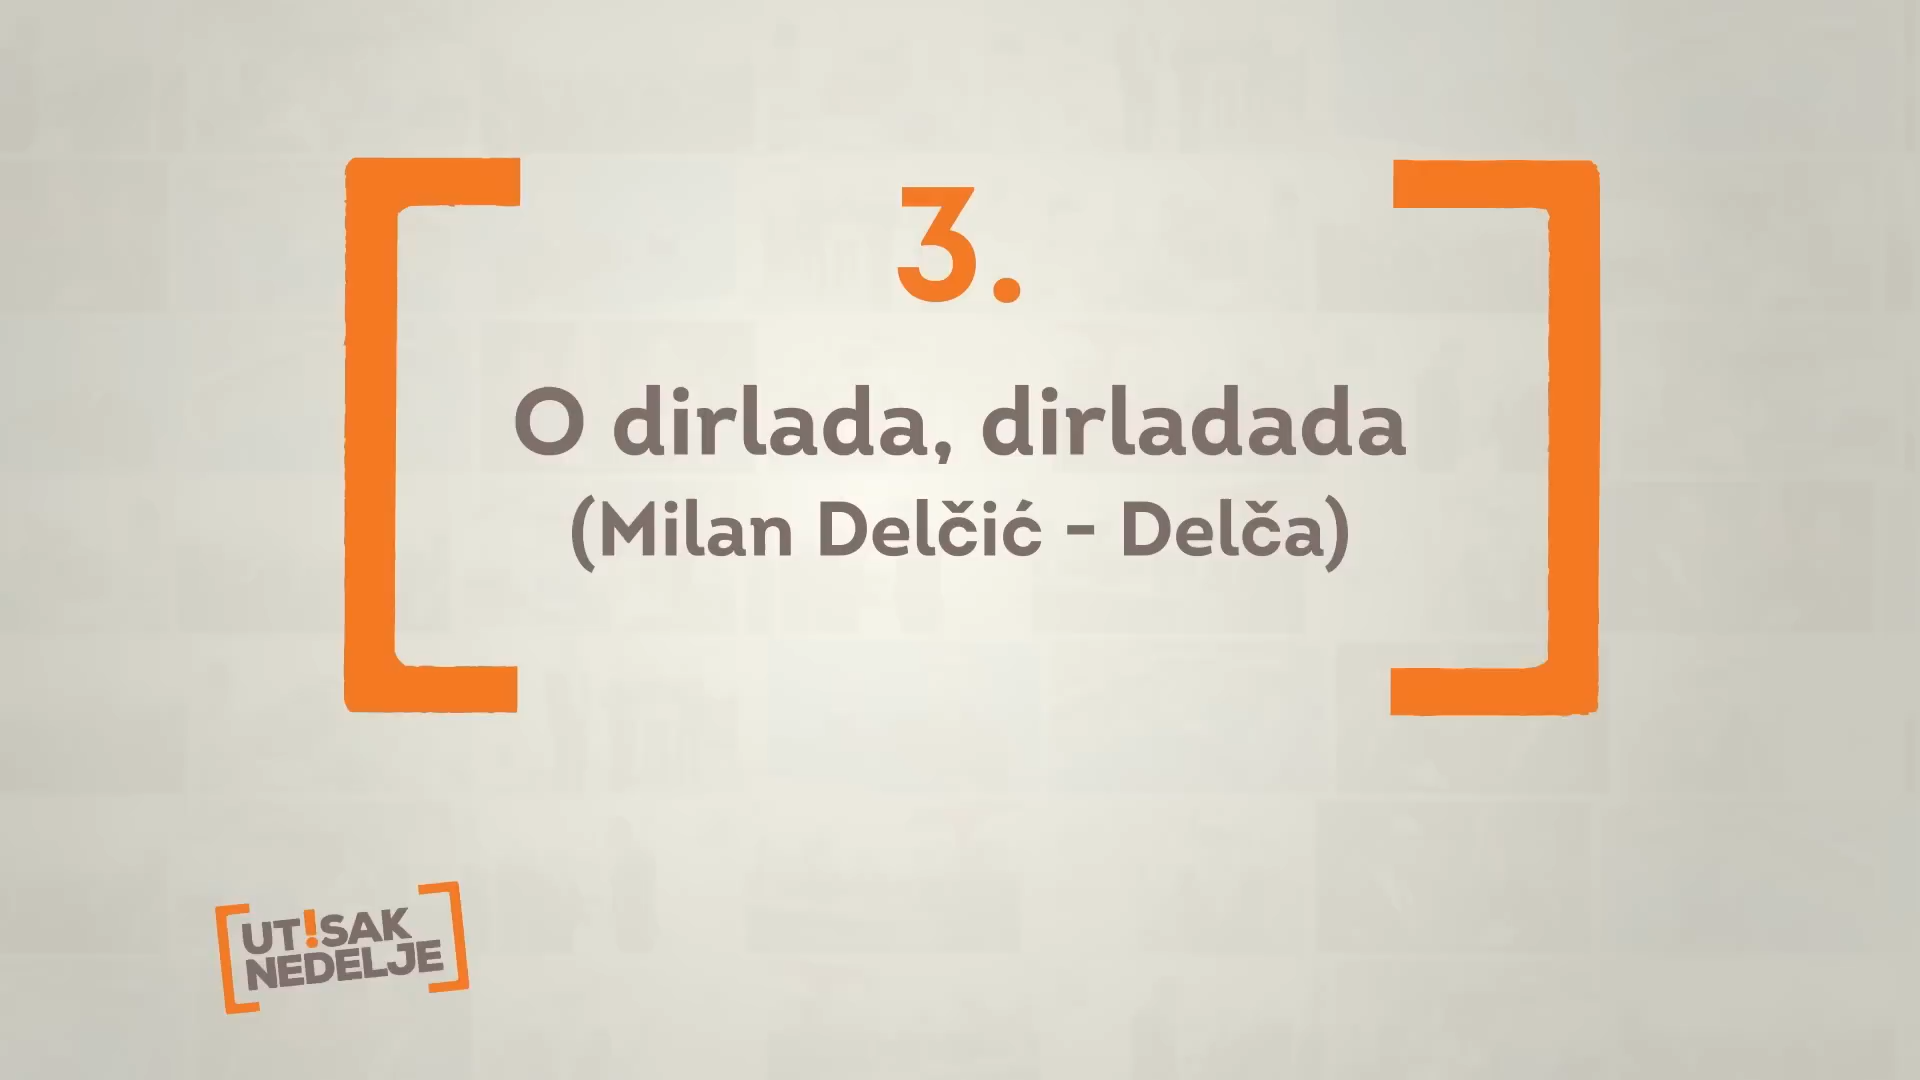 3.
O dirlada, dirladada
(Milan Delčić - Delča)
UT!SAK
NEDELJE